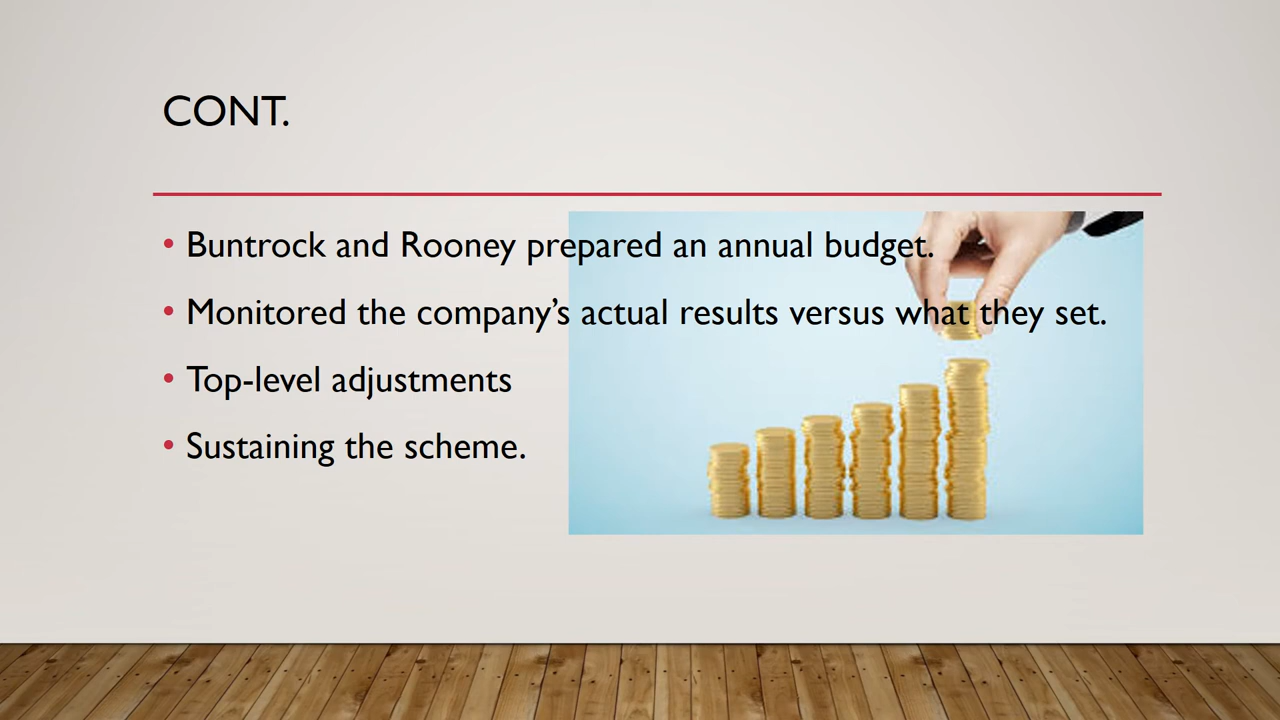 CONT.
• Buntrock and Rooney prepared an annual budget.
• Monitored the company’s actual results versus what they set.
• Top-level adjustments
• Sustaining the scheme.